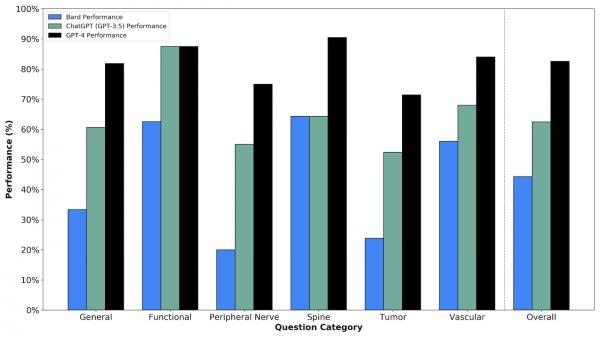 Bard Performance
ChatGPT (GPT-3.5) Performance
GPT-4 Performance
100%
90%
80%
70%
60%
50%
40%
30%
20%
10%
0%
Performance (%)
General Functional Peripheral Nerve Spine Tumor Vascular Overall
Question Category